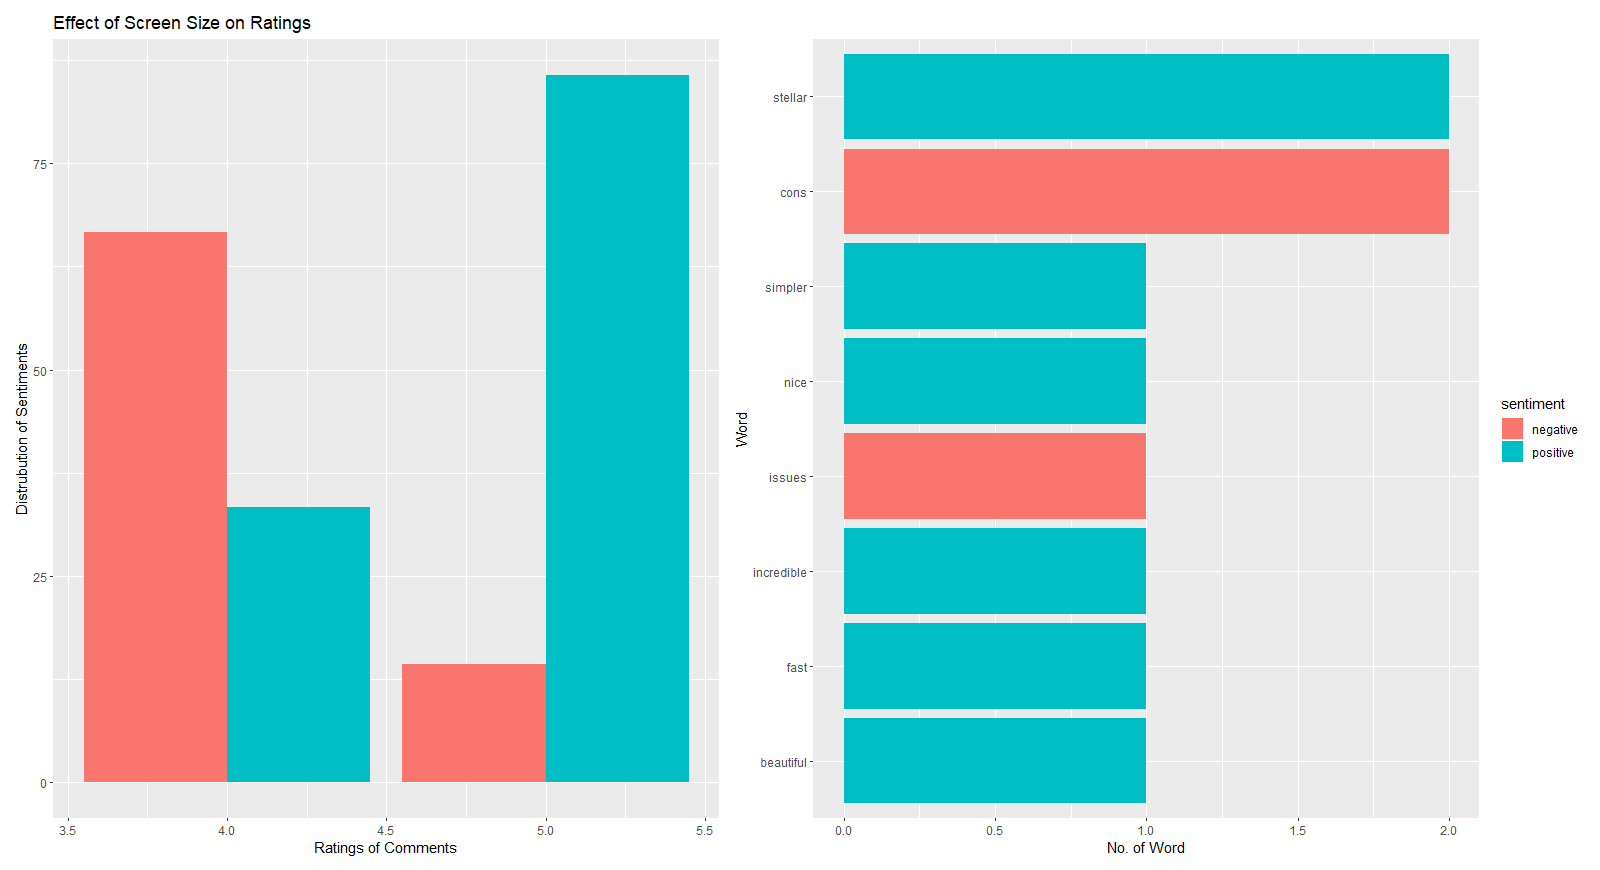 Effect of Screen Size on Ratings
Distrubution of Sentiments
75
50
25
0
3.5
4.0
4.5
5.0
5.5
Ratings of Comments
Word
stellar
cons
simpler
nice
issues
incredible
fast
beautiful
0.0
0.5
1.0
1.5
2.0
No. of Word
sentiment
negative
positive